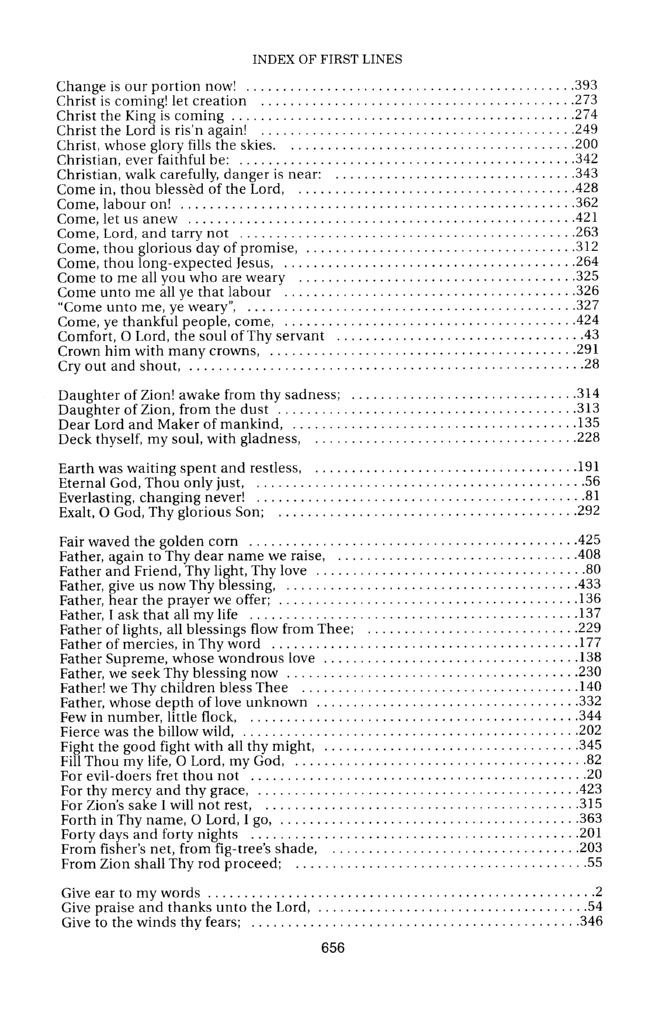 INDEX OF FIRST LINES
Change is our portion now! ............................................393
Christ is coming! let creation ..........................................273
Christ the King is coming ..............................................274
Christ the Lord is ris'n again! ..........................................249
Christ, whose glory fills the skies. ......................................200
Christian, ever faithful be: .............................................342
Christian, walk carefully, danger is near: ................................343
Come in, thou blessèd of the Lord, .....................................428
Come, labour on! .....................................................362
Come, let us anew ....................................................421
Come, Lord, and tarry not .............................................263
Come, thou glorious day of promise, ....................................312
Come, thou long-expected Jesus, .......................................264
Come to me all you who are weary .....................................325
Come unto me all ye that labour .......................................326
"Come unto me, ye weary", ............................................327
Come, ye thankful people, come, .......................................424
Comfort, O Lord, the soul of Thy servant .................................43
Crown him with many crowns, .........................................291
Cry out and shout, .....................................................28
Daughter of Zion! awake from thy sadness; ..............................314
Daughter of Zion, from the dust ........................................313
Dear Lord and Maker of mankind, ......................................135
Deck thyself, my soul, with gladness, ...................................228
Earth was waiting spent and restless, ...................................191
Eternal God, Thou only just, ............................................56
Everlasting, changing never! ............................................81
Exalt, O God, Thy glorious Son; ........................................292
Fair waved the golden corn ............................................425
Father, again to Thy dear name we raise, ................................408
Father and Friend, Thy light, Thy love ....................................80
Father, give us now Thy blessing, .......................................433
Father, hear the prayer we offer; ........................................136
Father, I ask that all my life ............................................137
Father of lights, all blessings flow from Thee; ............................229
Father of mercies, in Thy word .........................................177
Father Supreme, whose wondrous love ..................................138
Father, we seek Thy blessing now .......................................230
Father! we Thy children bless Thee .....................................140
Father, whose depth of love unknown ...................................332
Few in number, little flock, ............................................344
Fierce was the billow wild, .............................................202
Fight the good fight with all thy might, ..................................345
Fill Thou my life, O Lord, my God, .......................................82
For evil-doers fret thou not .............................................20
For thy mercy and thy grace, ...........................................423
For Zion's sake I will not rest, ..........................................315
Forth in Thy name, O Lord, I go, ........................................363
Forty days and forty nights ............................................201
From fisher's net, from fig-tree's shade, .................................203
From Zion shall Thy rod proceed; .......................................55
Give ear to my words ....................................................2
Give praise and thanks unto the Lord, ....................................54
Give to the winds thy fears; ............................................346
656